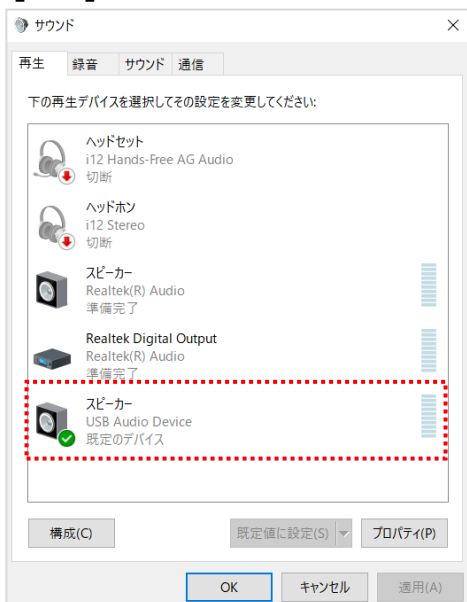 サウンド
再生 録音 サウンド 通信
下の再生デバイスを選択してその設定を変更してください:
ヘッドセット
i12 Hands-Free AG Audio
切断
ヘッドホン
i12 Stereo
切断
スピーカー
Realtek(R) Audio
準備完了
Realtek Digital Output
Realtek(R) Audio
準備完了
スピーカー
USB Audio Device
既定のデバイス
構成(C) 既定値に設定(S) プロパティ(P)
OK キャンセル 適用(A)